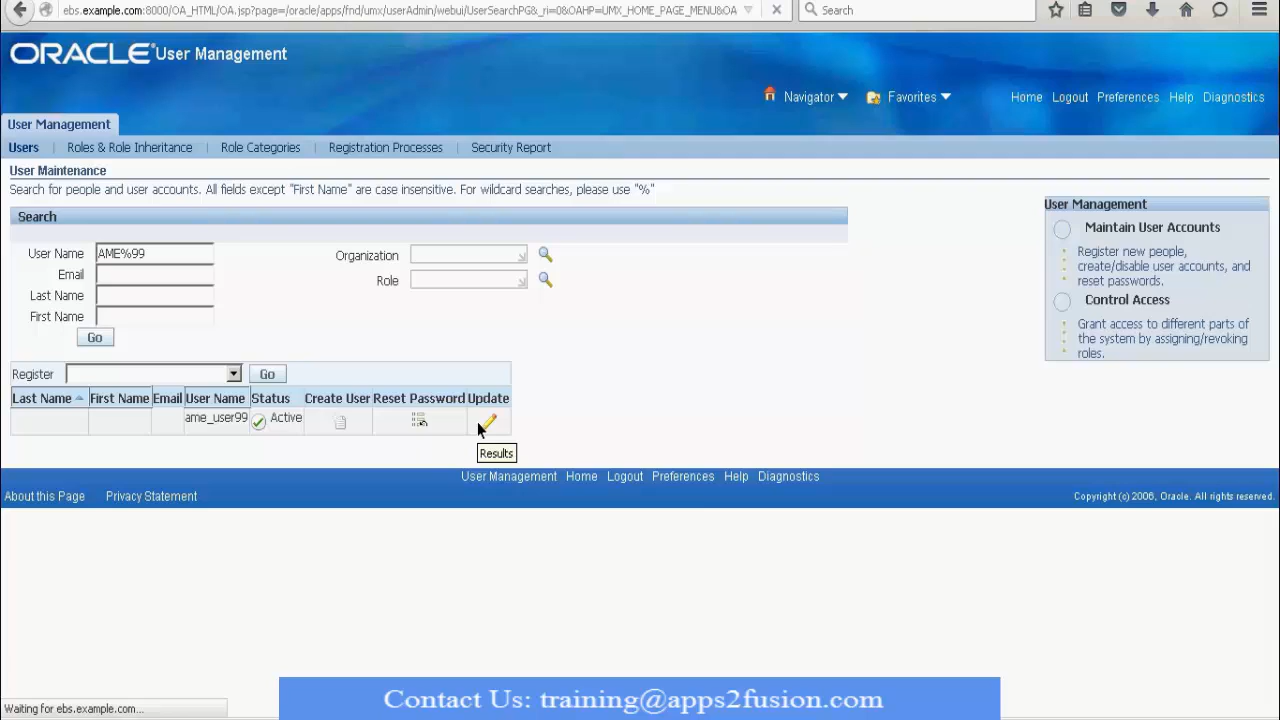 ebs.example.com:8000/OA_HTML/OA.jsp?page=/oracle/apps/fnd/umx/userAdmin/webui/UserSearchPG&_ri=0&OAHP=UMX_HOME_PAGE_MENU&OA
Search
ORACLE® User Management
Navigator Favorites Home Logout Preferences Help Diagnostics
User Management
Users | Roles & Role Inheritance | Role Categories | Registration Processes | Security Report
User Maintenance
Search for people and user accounts. All fields except "First Name" are case insensitive. For wildcard searches, please use "%"
Search
User Name AME%99
Organization
Email
Role
Last Name
First Name
Go
Register Go
Last Name First Name Email User Name Status Create User Reset Password Update
ame_user99 Active
Results
User Management
Maintain User Accounts
Register new people,
create/disable user accounts, and
reset passwords.
Control Access
Grant access to different parts of
the system by assigning/revoking
roles.
User Management Home Logout Preferences Help Diagnostics
About this Page Privacy Statement
Copyright (c) 2006, Oracle. All rights reserved.
Contact Us: training@apps2fusion.com
Waiting for ebs.example.com...